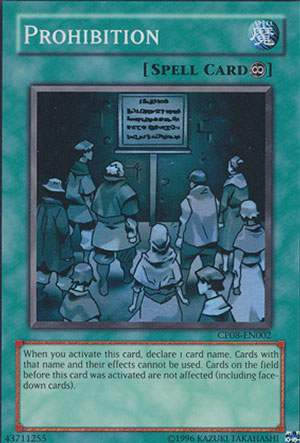 PROHIBITION
[SPELL CARD]
CP08-EN002
When you activate this card, declare 1 card name. Cards with
that name and their effects cannot be used. Cards on the field
before this card was activated are not affected (including face-
down cards).
43711255
©1996 KAZUKI TAKAHASHI